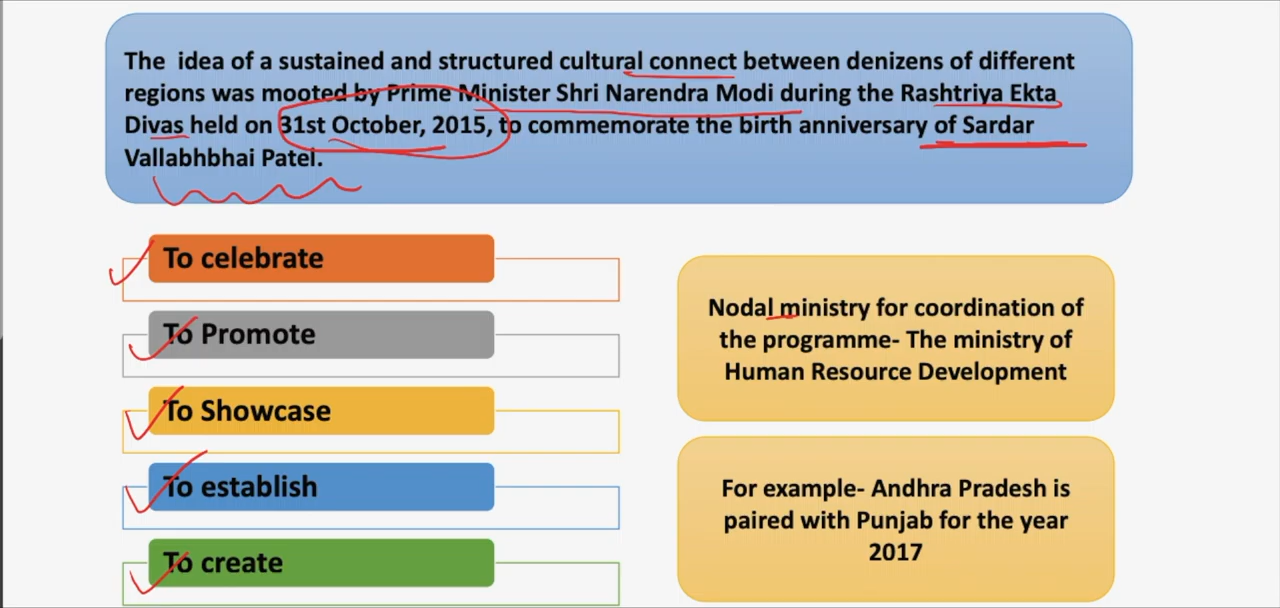 The idea of a sustained and structured cultural connect between denizens of different
regions was mooted by Prime Minister Shri Narendra Modi during the Rashtriya Ekta
Divas held on 31st October, 2015, to commemorate the birth anniversary of Sardar
Vallabhbhai Patel.
To celebrate
To Promote
To Showcase
To establish
To create
Nodal ministry for coordination of
the programme- The ministry of
Human Resource Development
For example- Andhra Pradesh is
paired with Punjab for the year
2017